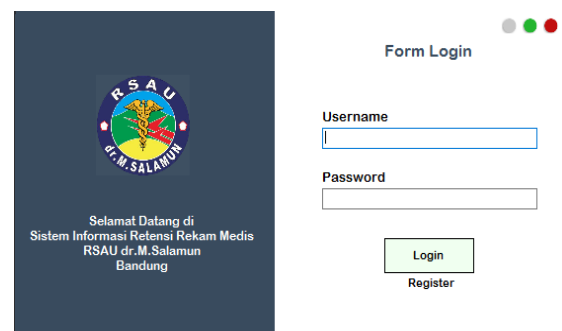 RSAU
dr.M.SALAMUN
Selamat Datang di
Sistem Informasi Retensi Rekam Medis
RSAU dr.M.Salamun
Bandung
Form Login
Username
Password
Login
Register